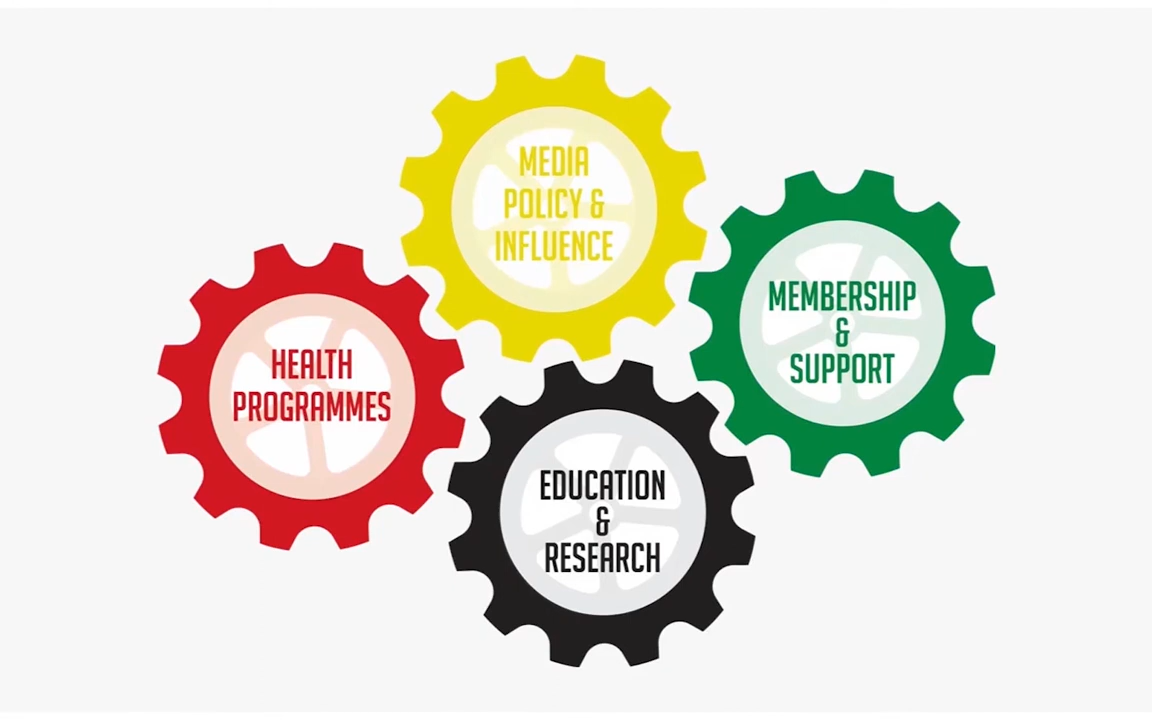 MEDIA
POLICY &
INFLUENCE
MEMBERSHIP
&
SUPPORT
HEALTH
PROGRAMMES
EDUCATION
&
RESEARCH